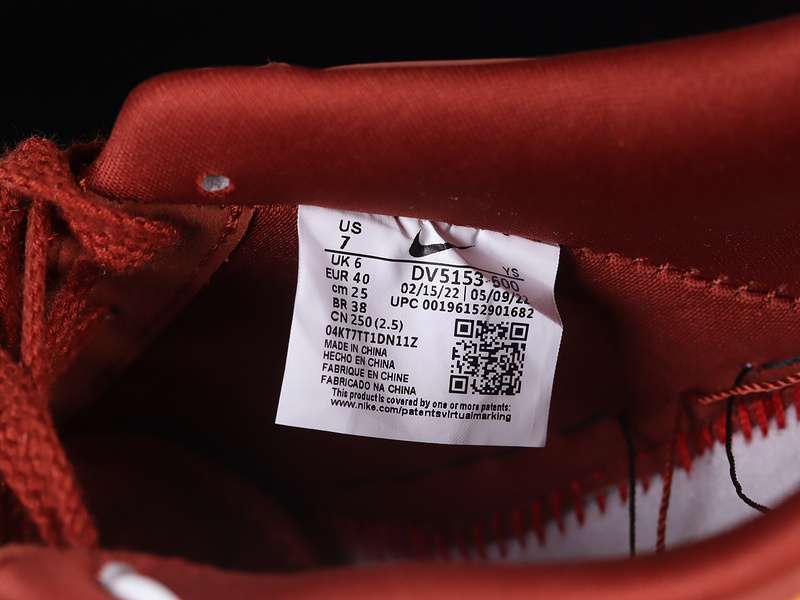 US
7
UK 6
EUR 40
cm 25
BR 38
CN 250 (2.5)
04KT7TT1DN11Z
MADE IN CHINA
HECHO EN CHINA
FABRIQUE EN CHINE
FABRICADO NA CHINA
YS
DV5153-600
02/15/22 | 05/09/22
UPC 00196152901682
This product is covered by one or more patents:
www.nike.com/patentsvirtualmarking